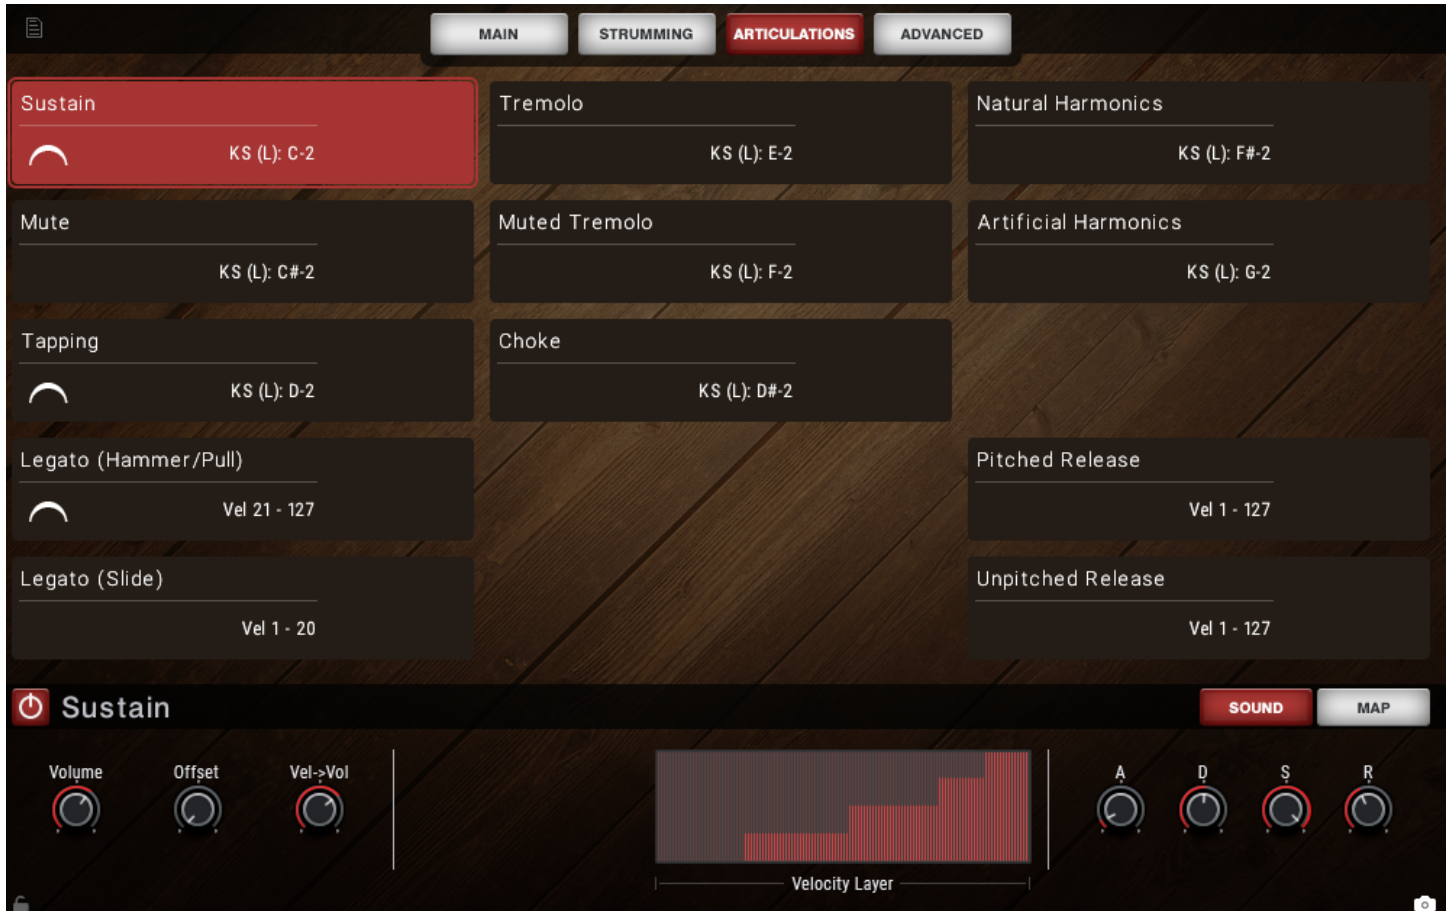 MAIN STRUMMING ARTICULATIONS ADVANCED
Sustain
KS (L): C-2
Tremolo
KS (L): E-2
Natural Harmonics
KS (L): F#-2
Mute
KS (L): C#-2
Muted Tremolo
KS (L): F-2
Artificial Harmonics
KS (L): G-2
Tapping
KS (L): D-2
Choke
KS (L): D#-2
Legato (Hammer/Pull)
Vel 21 - 127
Pitched Release
Vel 1 - 127
Legato (Slide)
Vel 1 - 20
Unpitched Release
Vel 1 - 127
Sustain
SOUND MAP
Volume Offset Vel->Vol
A D S R
Velocity Layer